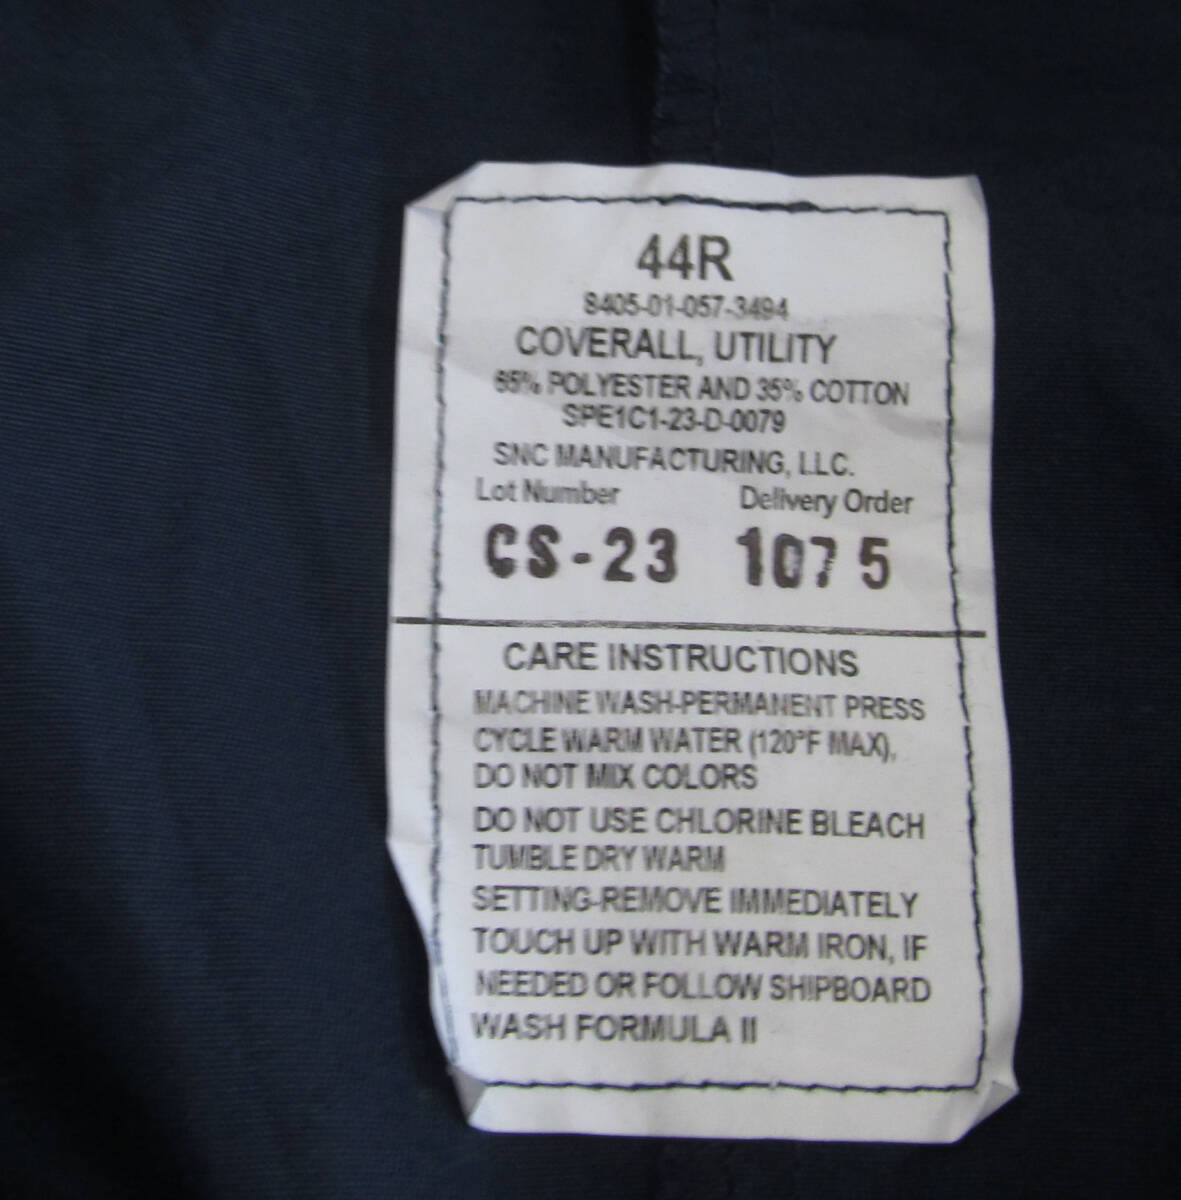 44R
8405-01-057-3494
COVERALL, UTILITY
65% POLYESTER AND 35% COTTON
SPE1C1-23-D-0079
SNC MANUFACTURING, LLC.
Lot Number Delivery Order
CS-23 1075
CARE INSTRUCTIONS
MACHINE WASH-PERMANENT PRESS
CYCLE WARM WATER (120°F MAX),
DO NOT MIX COLORS
DO NOT USE CHLORINE BLEACH
TUMBLE DRY WARM
SETTING-REMOVE IMMEDIATELY
TOUCH UP WITH WARM IRON, IF
NEEDED OR FOLLOW SHIPBOARD
WASH FORMULA II